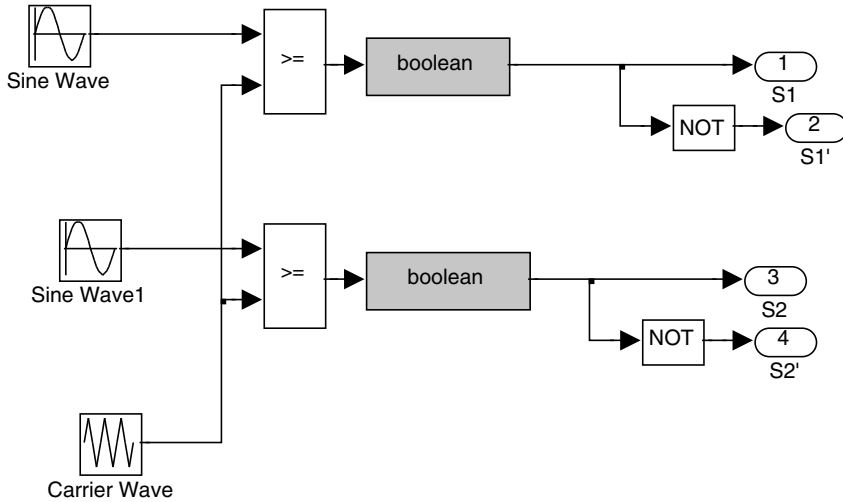 Sine Wave
>=
boolean
1
S1
NOT
2
S1'
Sine Wave1
>=
boolean
3
S2
NOT
4
S2'
Carrier Wave